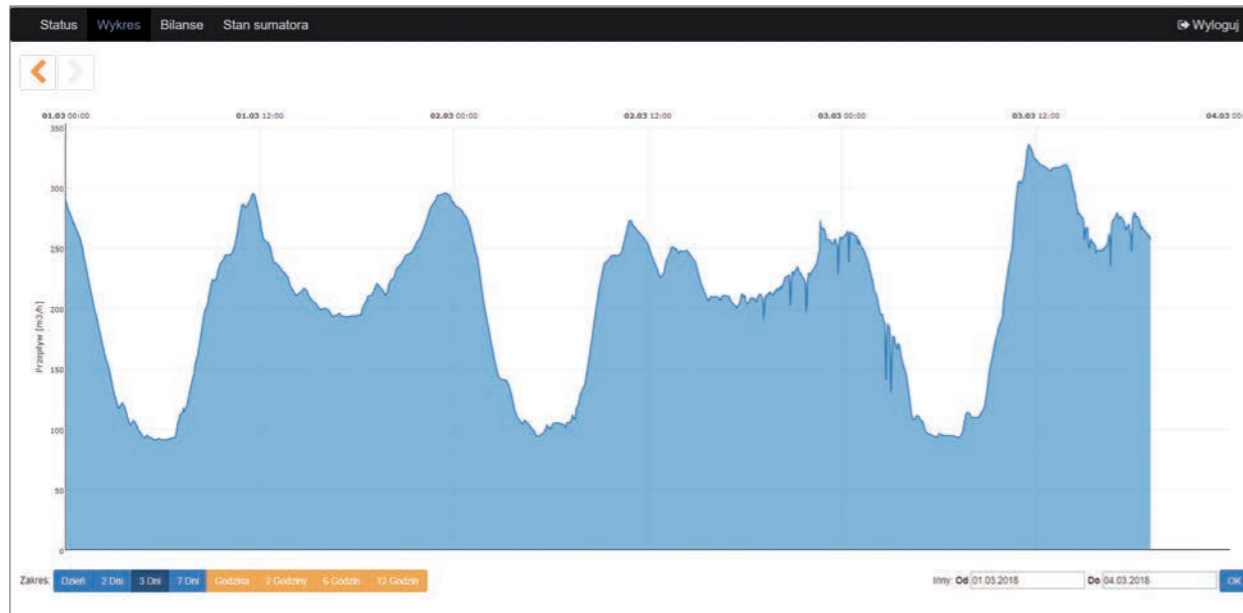 Status Wykres Bilanse Stan sumatora Wyloguj
01.03 00:00 01.03 12:00 02.03 00:00 02.03 12:00 03.03 00:00 03.03 12:00 04.03 00:
350
300
250
200
150
100
50
0
Przepływ [m3/h]
Zakres: Dzień 2 Dni 3 Dni 7 Dni Godzina 2 Godziny 6 Godzin 12 Godzin Inny: Od 01.03.2018 Do 04.03.2018 OK